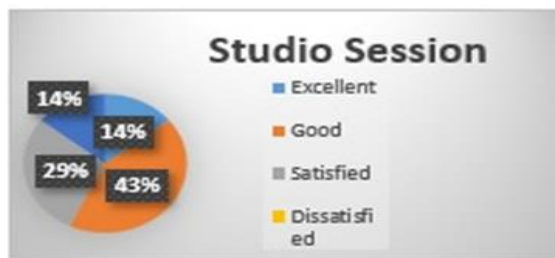 Studio Session
14%
14%
29%
43%
Excellent
Good
Satisfied
Dissatisfi
ed